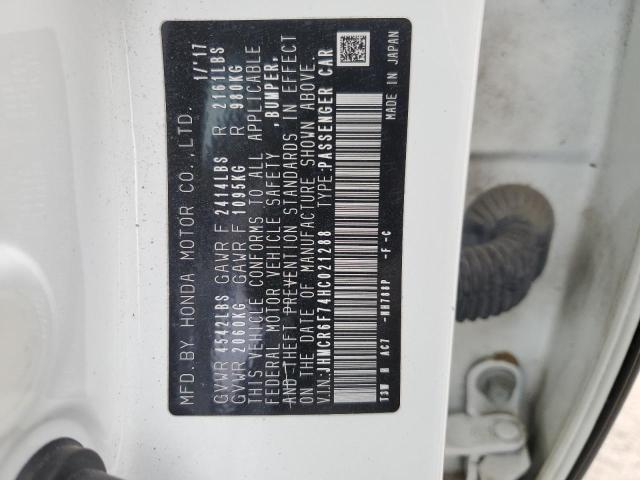 MFD.BY HONDA MOTOR CO.,LTD. 1/'17
GVWR 4542LBS GAWR F 2414LBS R 2161LBS
GVWR 2060KG GAWR F 1095KG R 980KG
THIS VEHICLE CONFORMS TO ALL APPLICABLE
FEDERAL MOTOR VEHICLE SAFETY ,BUMPER,
AND THEFT PREVENTION STANDARDS IN EFFECT
ON THE DATE OF MANUFACTURE SHOWN ABOVE.
V.I.N.:JHMCR6F74HC021288 TYPE:PASSENGER CAR
T3W H AC7 -NH788P -F-C MADE IN JAPAN